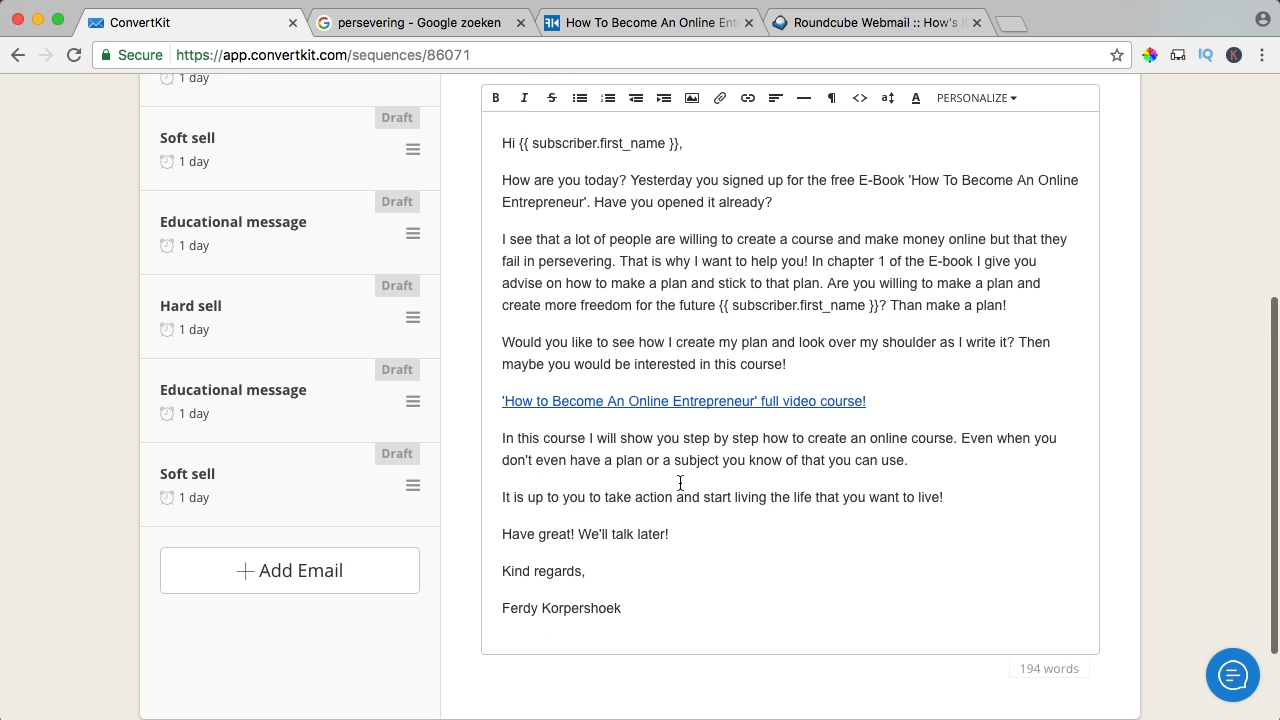 ConvertKit
persevering - Google zoeken
How To Become An Online Ent
Roundcube Webmail :: How's
Secure https://app.convertkit.com/sequences/86071
1 day
Draft
Soft sell
1 day
Draft
Educational message
1 day
Draft
Hard sell
1 day
Draft
Educational message
1 day
Draft
Soft sell
1 day
+ Add Email
B I S PERSONALIZE
Hi {{ subscriber.first_name }},
How are you today? Yesterday you signed up for the free E-Book 'How To Become An Online
Entrepreneur'. Have you opened it already?
I see that a lot of people are willing to create a course and make money online but that they
fail in persevering. That is why I want to help you! In chapter 1 of the E-book I give you
advise on how to make a plan and stick to that plan. Are you willing to make a plan and
create more freedom for the future {{ subscriber.first_name }}? Than make a plan!
Would you like to see how I create my plan and look over my shoulder as I write it? Then
maybe you would be interested in this course!
'How to Become An Online Entrepreneur' full video course!
In this course I will show you step by step how to create an online course. Even when you
don't even have a plan or a subject you know of that you can use.
It is up to you to take action and start living the life that you want to live!
Have great! We'll talk later!
Kind regards,
Ferdy Korpershoek
194 words